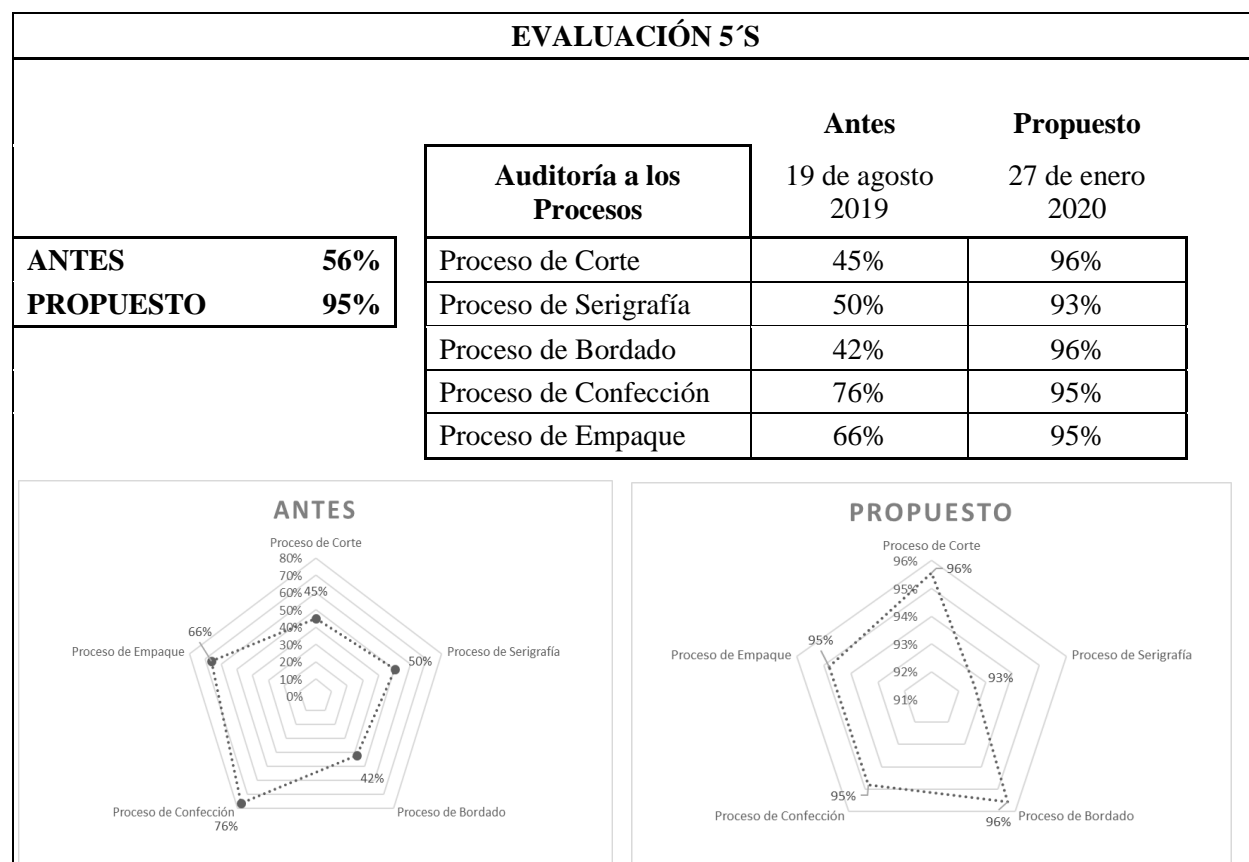 EVALUACIÓN 5´S
Antes Propuesto
Auditoría a los
Procesos
19 de agosto
2019
27 de enero
2020
ANTES 56%
PROPUESTO 95%
Proceso de Corte 45% 96%
Proceso de Serigrafía 50% 93%
Proceso de Bordado 42% 96%
Proceso de Confección 76% 95%
Proceso de Empaque 66% 95%
ANTES
Proceso de Corte
80%
70%
60%
50%
40%
30%
20%
10%
0%
45%
Proceso de Serigrafía
50%
Proceso de Bordado
42%
Proceso de Confección
76%
Proceso de Empaque
66%
PROPUESTO
Proceso de Corte
96%
95%
94%
93%
92%
91%
96%
Proceso de Serigrafía
93%
Proceso de Bordado
96%
Proceso de Confección
95%
Proceso de Empaque
95%